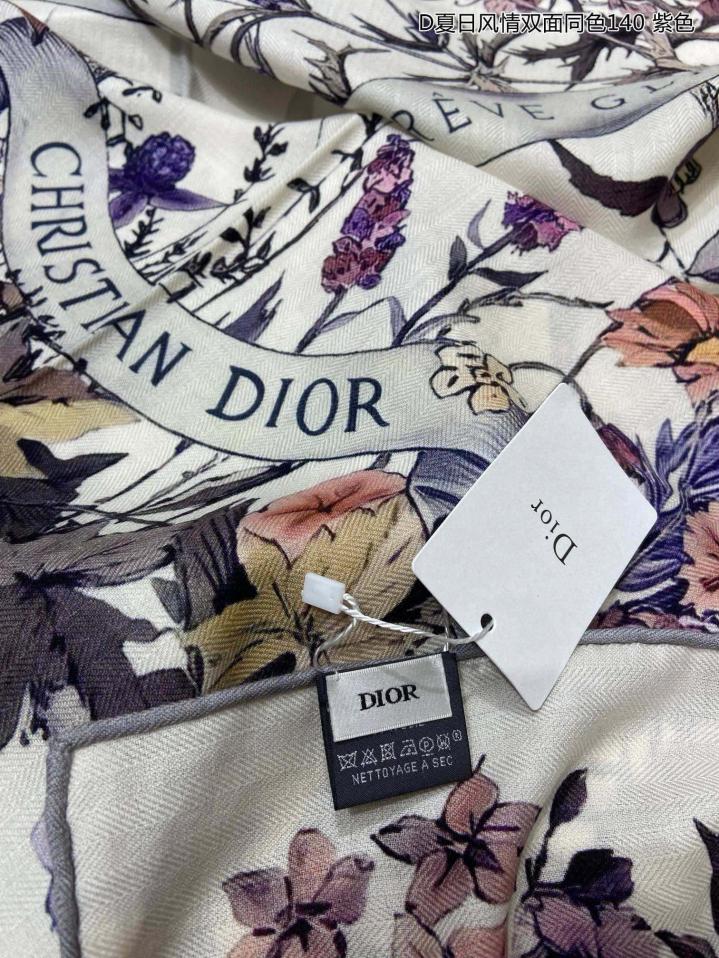 D夏日风情双面同色140 紫色
RÊVE GL
CHRISTIAN DIOR
Dior
DIOR
NETTOYAGE À SEC